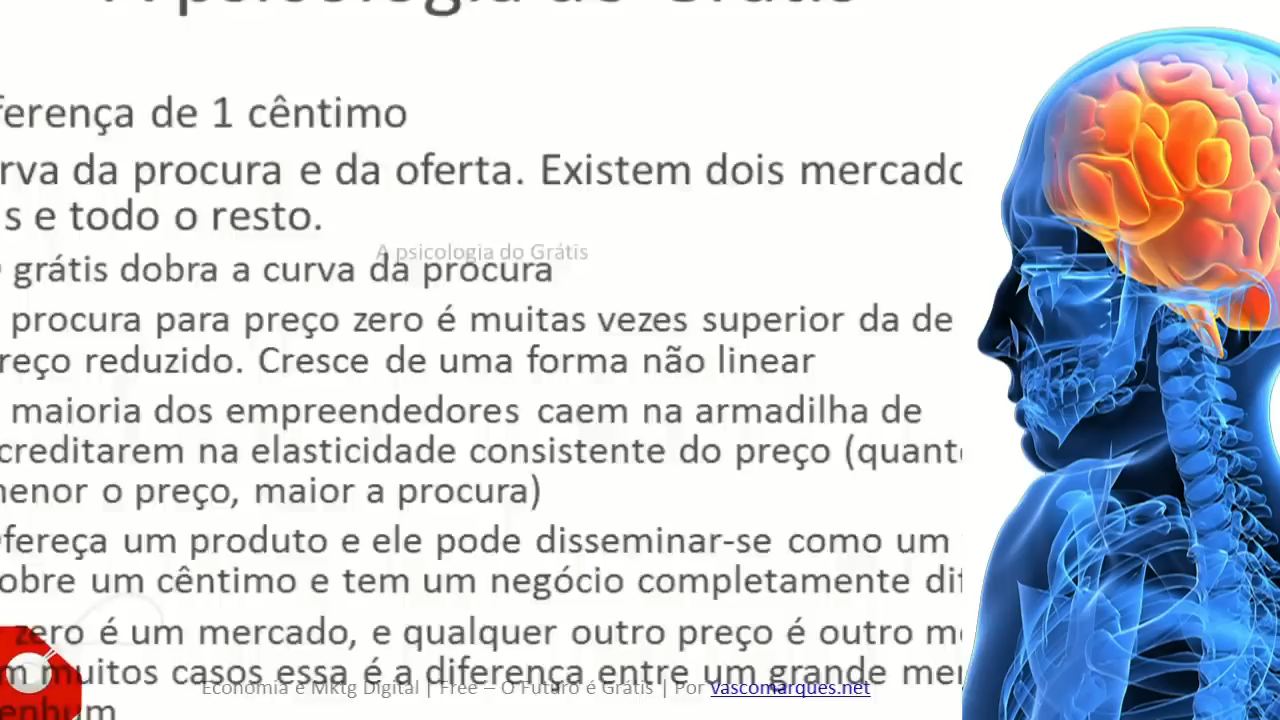 A psicologia do Grátis
ferença de 1 cêntimo
rva da procura e da oferta. Existem dois mercado
s e todo o resto.
A psicologia do Grátis
grátis dobra a curva da procura
procura para preço zero é muitas vezes superior da de
reço reduzido. Cresce de uma forma não linear
maioria dos empreendedores caem na armadilha de
creditarem na elasticidade consistente do preço (quant
menor o preço, maior a procura)
fereça um produto e ele pode disseminar-se como um
obre um cêntimo e tem um negócio completamente dif
zero é um mercado, e qualquer outro preço é outro m
m muitos casos essa é a diferença entre um grande mer
Economia e Mktg Digital | Free – O Futuro é Grátis | Por Vascomarques.net
enhum